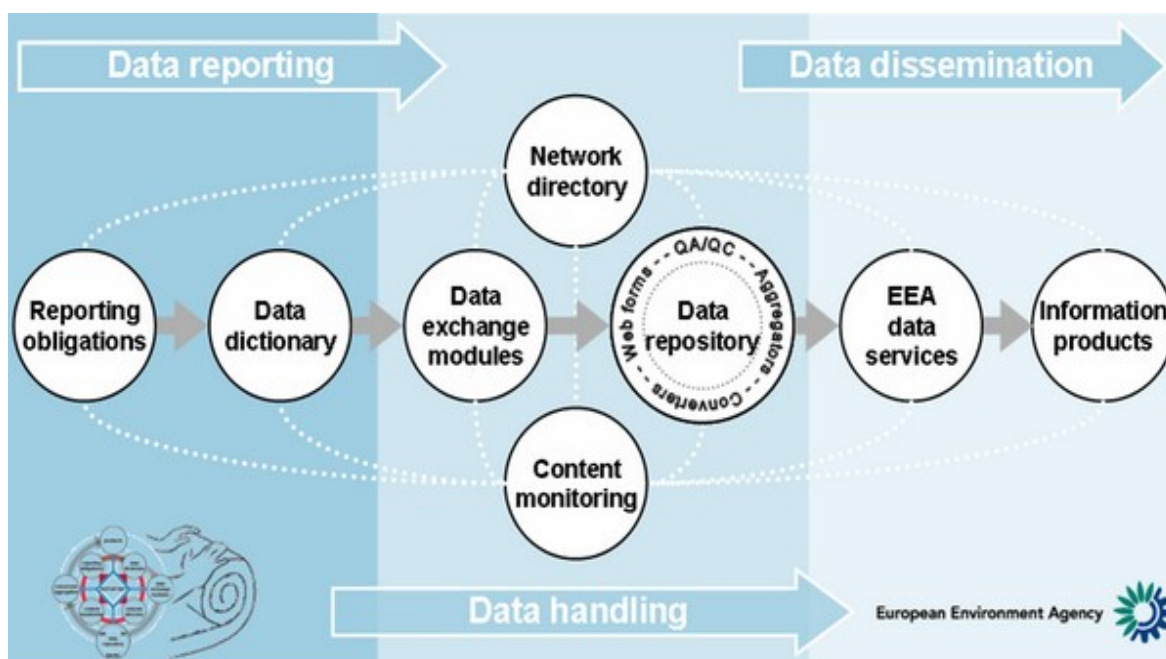 Data reporting
Data dissemination
Network
directory
Reporting
obligations
Data
dictionary
Data
exchange
modules
Web forms - - QA/QC - - Aggregators - Converters - -
Data
repository
EEA
data
services
Information
products
Content
monitoring
Data handling
European Environment Agency